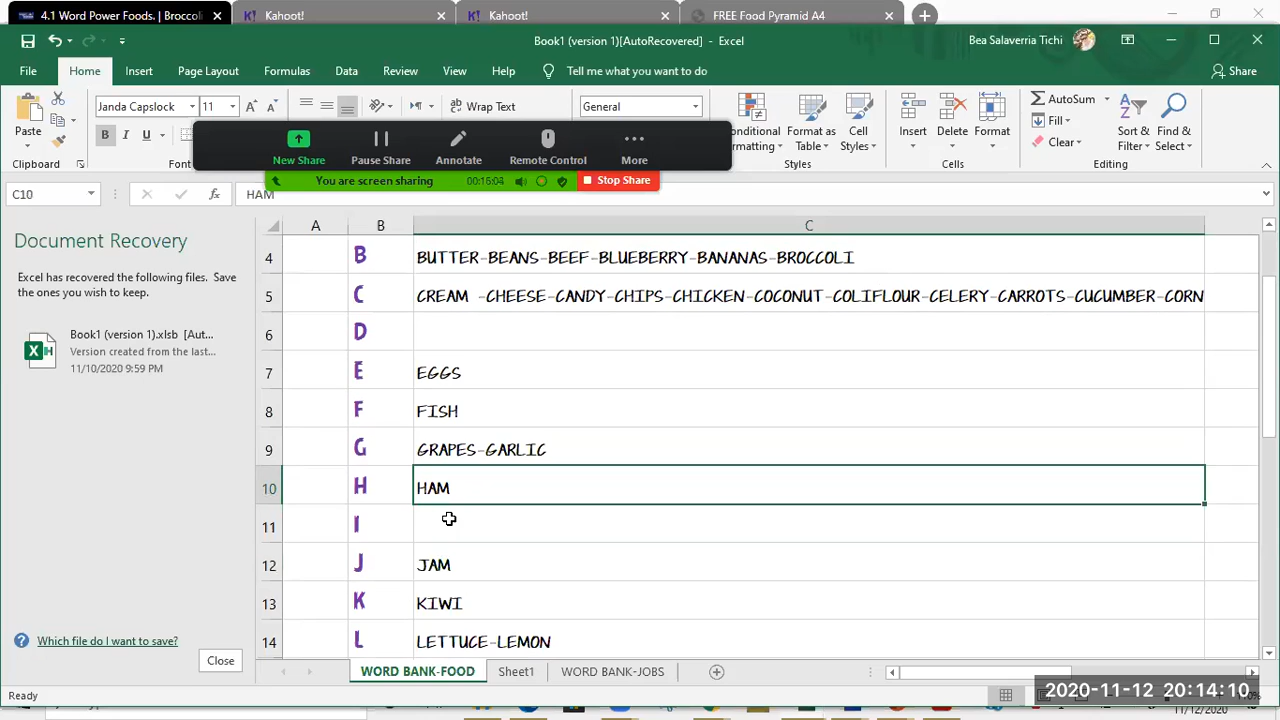 4.1 Word Power Foods. | Broccoli
Kahoot!
Kahoot!
FREE Food Pyramid A4
Book1 (version 1)[AutoRecovered] - Excel
Bea Salaverria Tichi
File Home Insert Page Layout Formulas Data Review View Help Tell me what you want to do Share
Janda Capslock 11 Wrap Text General
Paste
B I U
Conditional Formatting Format as Table Cell Styles
Insert Delete Format
AutoSum
Fill
Clear
Sort & Filter Find & Select
Clipboard Font Styles Cells Editing
New Share Pause Share Annotate Remote Control More
You are screen sharing 00:16:04 Stop Share
C10 HAM
Document Recovery
Excel has recovered the following files. Save
the ones you wish to keep.
Book1 (version 1).xlsb [Aut...
Version created from the last...
11/10/2020 9:59 PM
Which file do I want to save?
Close
A B C
4 B BUTTER-BEANS-BEEF-BLUEBERRY-BANANAS-BROCCOLI
5 C CREAM -CHEESE-CANDY-CHIPS-CHICKEN-COCONUT-COLIFLOUR-CELERY-CARROTS-CUCUMBER-CORN
6 D
7 E EGGS
8 F FISH
9 G GRAPES-GARLIC
10 H HAM
11 I
12 J JAM
13 K KIWI
14 L LETTUCE-LEMON
WORD BANK-FOOD Sheet1 WORD BANK-JOBS
Ready
2020-11-12 20:14:10
11/12/2020